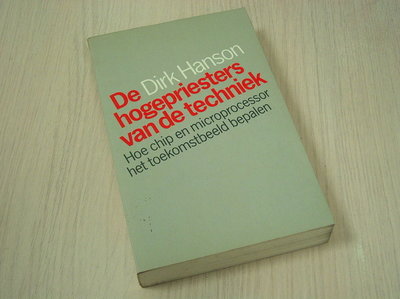 Dirk Hanson
De
hogepriesters
van de techniek
Hoe chip en microprocessor
het toekomstbeeld bepalen